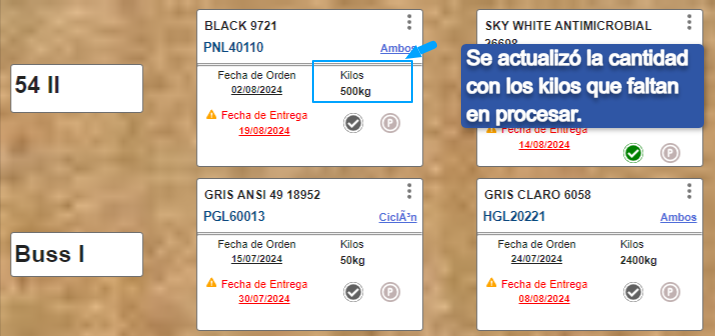 54 II
BLACK 9721
PNL40110
Ambos
Fecha de Orden
02/08/2024
Kilos
500kg
Fecha de Entrega
19/08/2024
P
SKY WHITE ANTIMICROBIAL
26698
Se actualizó la cantidad
con los kilos que faltan
en procesar.
Fecha de Entrega
14/08/2024
P
Buss I
GRIS ANSI 49 18952
PGL60013
CiclÃ³n
Fecha de Orden
15/07/2024
Kilos
50kg
Fecha de Entrega
30/07/2024
P
GRIS CLARO 6058
HGL20221
Ambos
Fecha de Orden
24/07/2024
Kilos
2400kg
Fecha de Entrega
08/08/2024
P